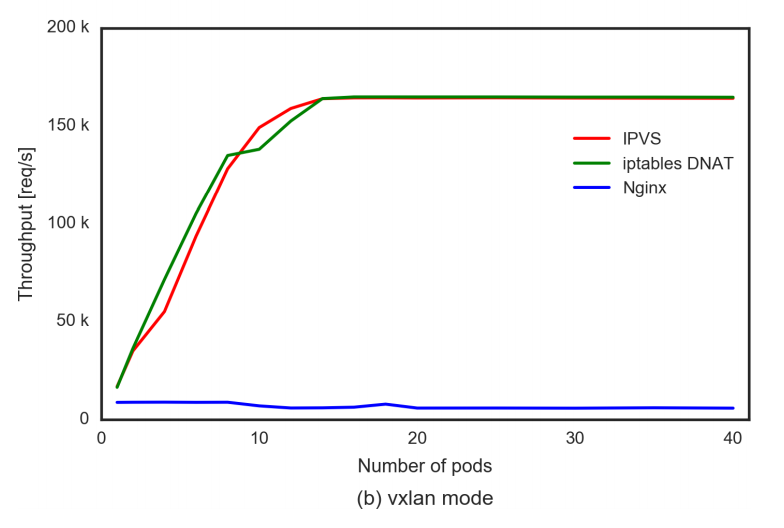 200 k
150 k
100 k
50 k
0
Throughput [req/s]
IPVS
iptables DNAT
Nginx
0 10 20 30 40
Number of pods
(b) vxlan mode